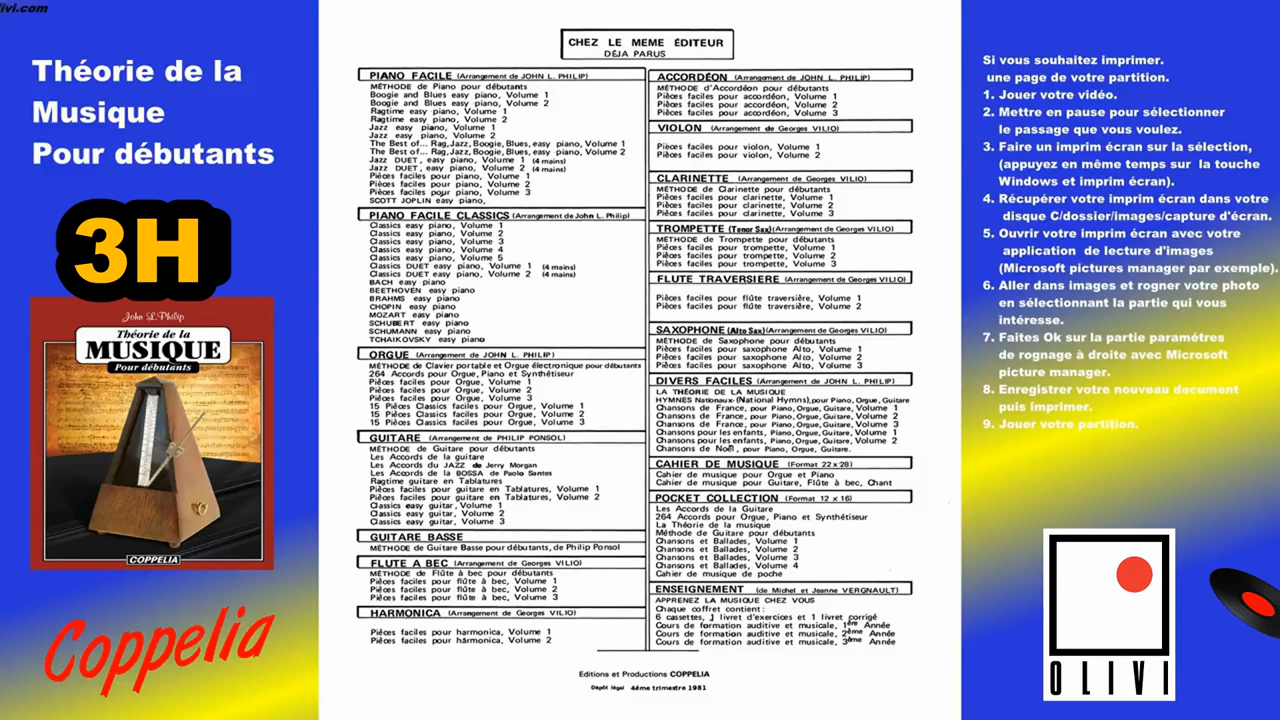 livi.com
Théorie de la
Musique
Pour débutants
3H
John L. Philip
Théorie de la
MUSIQUE
Pour débutants
COPPELIA
Coppelia
CHEZ LE MEME ÉDITEUR
DÉJA PARUS
PIANO FACILE (Arrangement de JOHN L. PHILIP)
MÉTHODE de Piano pour débutants
Boogie and Blues easy piano, Volume 1
Boogie and Blues easy piano, Volume 2
Ragtime easy piano, Volume 1
Ragtime easy piano, Volume 2
Jazz easy piano, Volume 1
Jazz easy piano, Volume 2
The Best of... Rag, Jazz, Boogie, Blues, easy piano, Volume 1
The Best of... Rag, Jazz, Boogie, Blues, easy piano, Volume 2
Jazz DUET, easy piano, Volume 1 (4 mains)
Jazz DUET, easy piano, Volume 2 (4 mains)
Pièces faciles pour piano, Volume 1
Pièces faciles pour piano, Volume 2
Pièces faciles pour piano, Volume 3
SCOTT JOPLIN easy piano,
PIANO FACILE CLASSICS (Arrangement de John L. Philip)
Classics easy piano, Volume 1
Classics easy piano, Volume 2
Classics easy piano, Volume 3
Classics easy piano, Volume 4
Classics easy piano, Volume 5
Classics DUET easy piano, Volume 1 (4 mains)
Classics DUET easy piano, Volume 2 (4 mains)
BACH easy piano
BEETHOVEN easy piano
BRAHMS easy piano
CHOPIN easy piano
MOZART easy piano
SCHUBERT easy piano
SCHUMANN easy piano
TCHAIKOVSKY easy piano
ORGUE (Arrangement de JOHN L. PHILIP)
MÉTHODE de Clavier portable et Orgue électronique pour débutants
264 Accords pour Orgue, Piano et Synthétiseur
Pièces faciles pour Orgue, Volume 1
Pièces faciles pour Orgue, Volume 2
Pièces faciles pour Orgue, Volume 3
15 Pièces Classics faciles pour Orgue, Volume 1
15 Pièces Classics faciles pour Orgue, Volume 2
15 Pièces Classics faciles pour Orgue, Volume 3
GUITARE (Arrangement de PHILIP PONSOL)
MÉTHODE de Guitare pour débutants
Les Accords de la guitare
Les Accords du JAZZ de Jerry Morgan
Les Accords de la BOSSA de Paolo Santes
Ragtime guitare en Tablatures
Pièces faciles pour guitare en Tablatures, Volume 1
Pièces faciles pour guitare en Tablatures, Volume 2
Classics easy guitar, Volume 1
Classics easy guitar, Volume 2
Classics easy guitar, Volume 3
GUITARE BASSE
MÉTHODE de Guitare Basse pour débutants, de Philip Ponsol
FLUTE A BEC (Arrangement de Georges VILIO)
MÉTHODE de Flûte à bec pour débutants
Pièces faciles pour flûte à bec, Volume 1
Pièces faciles pour flûte à bec, Volume 2
Pièces faciles pour flûte à bec, Volume 3
HARMONICA (Arrangement de Georges VILIO)
Pièces faciles pour harmonica, Volume 1
Pièces faciles pour harmonica, Volume 2
ACCORDÉON (Arrangement de JOHN L. PHILIP)
MÉTHODE d'Accordéon pour débutants
Pièces faciles pour accordéon, Volume 1
Pièces faciles pour accordéon, Volume 2
Pièces faciles pour accordéon, Volume 3
VIOLON (Arrangement de Georges VILIO)
Pièces faciles pour violon, Volume 1
Pièces faciles pour violon, Volume 2
CLARINETTE (Arrangement de Georges VILIO)
MÉTHODE de Clarinette pour débutants
Pièces faciles pour clarinette, Volume 1
Pièces faciles pour clarinette, Volume 2
Pièces faciles pour clarinette, Volume 3
TROMPETTE (Tenor Sax) (Arrangement de Georges VILIO)
MÉTHODE de Trompette pour débutants
Pièces faciles pour trompette, Volume 1
Pièces faciles pour trompette, Volume 2
Pièces faciles pour trompette, Volume 3
FLUTE TRAVERSIERE (Arrangement de Georges VILIO)
Pièces faciles pour flûte traversière, Volume 1
Pièces faciles pour flûte traversière, Volume 2
SAXOPHONE (Alto Sax) (Arrangement de Georges VILIO)
MÉTHODE de Saxophone pour débutants
Pièces faciles pour saxophone Alto, Volume 1
Pièces faciles pour saxophone Alto, Volume 2
Pièces faciles pour saxophone Alto, Volume 3
DIVERS FACILES (Arrangement de JOHN L. PHILIP)
LA THÉORIE DE LA MUSIQUE
HYMNES Nationaux-(National Hymns), pour Piano, Orgue, Guitare
Chansons de France, pour Piano, Orgue, Guitare, Volume 1
Chansons de France, pour Piano, Orgue, Guitare, Volume 2
Chansons de France, pour Piano, Orgue, Guitare, Volume 3
Chansons pour les enfants, Piano, Orgue, Guitare, Volume 1
Chansons pour les enfants, Piano, Orgue, Guitare, Volume 2
Chansons de Noël, pour Piano, Orgue, Guitare.
CAHIER DE MUSIQUE (Format 22 x 28)
Cahier de musique pour Orgue et Piano
Cahier de musique pour Guitare, Flûte à bec, Chant
POCKET COLLECTION (Format 12 x 16)
Les Accords de la Guitare
264 Accords pour Orgue, Piano et Synthétiseur
La Théorie de la musique
Méthode de Guitare pour débutants
Chansons et Ballades, Volume 1
Chansons et Ballades, Volume 2
Chansons et Ballades, Volume 3
Chansons et Ballades, Volume 4
Cahier de musique de poche
ENSEIGNEMENT (de Michel et Jeanne VERGNAULT)
APPRENEZ LA MUSIQUE CHEZ VOUS
Chaque coffret contient :
6 cassettes, 1 livret d'exercices et 1 livret corrigé
Cours de formation auditive et musicale, 1ère Année
Cours de formation auditive et musicale, 2ème Année
Cours de formation auditive et musicale, 3ème Année
Editions et Productions COPPELIA
Dépôt légal 4ème trimestre 1981
Si vous souhaitez imprimer.
une page de votre partition.
1. Jouer votre vidéo.
2. Mettre en pause pour sélectionner
le passage que vous voulez.
3. Faire un imprim écran sur la sélection,
(appuyez en même temps sur la touche
Windows et imprim écran).
4. Récupérer votre imprim écran dans votre
disque C/dossier/images/capture d'écran.
5. Ouvrir votre imprim écran avec votre
application de lecture d'images
(Microsoft pictures manager par exemple).
6. Aller dans images et rogner votre photo
en sélectionnant la partie qui vous
intéresse.
7. Faites Ok sur la partie paramétres
de rognage à droite avec Microsoft
picture manager.
8. Enregistrer votre nouveau document
puis imprimer.
9. Jouer votre partition.
OLIVI